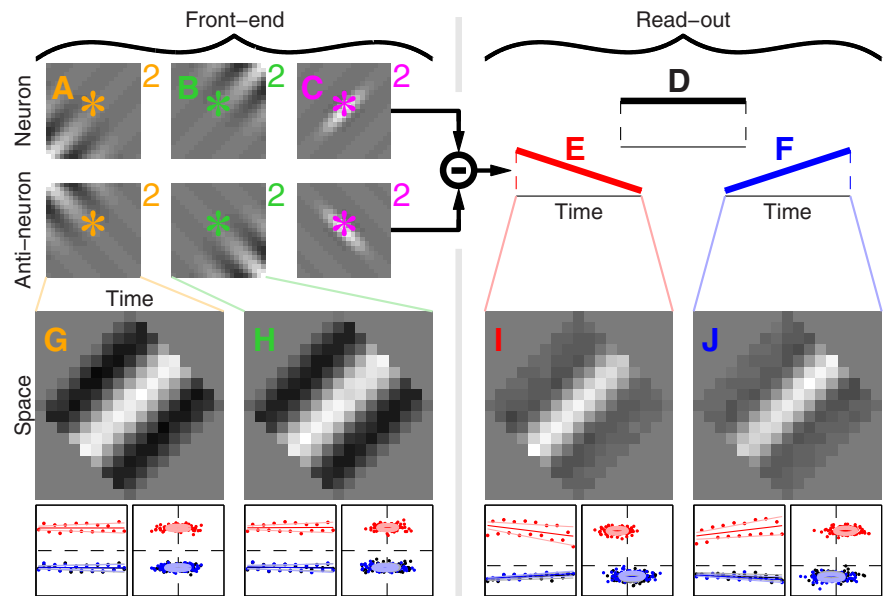 Front−end
Read−out
Neuron
A
2
B
2
C
2
D
E
F
Time
Time
Anti−neuron
2
2
2
Time
Space
G
H
I
J